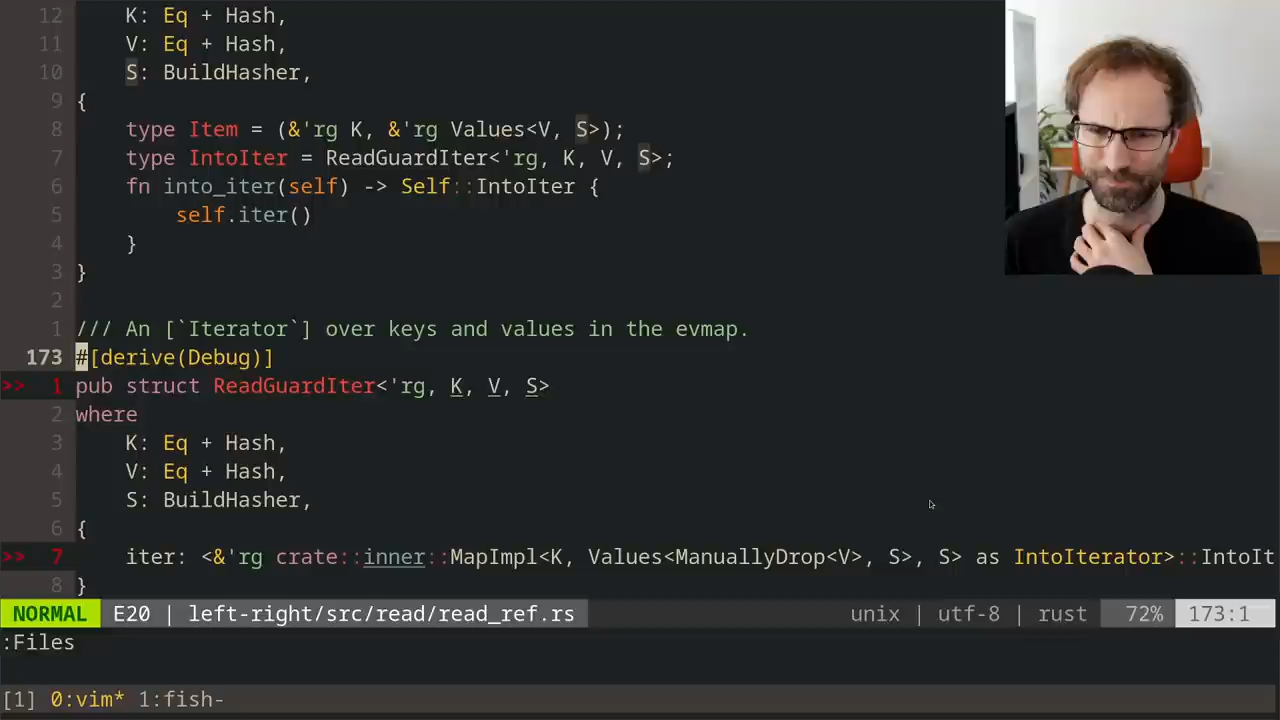 12 K: Eq + Hash,
11 V: Eq + Hash,
10 S: BuildHasher,
9 {
8 type Item = (&'rg K, &'rg Values<V, S>);
7 type IntoIter = ReadGuardIter<'rg, K, V, S>;
6 fn into_iter(self) -> Self::IntoIter {
5 self.iter()
4 }
3 }
2
1 /// An [`Iterator`] over keys and values in the evmap.
173 #[derive(Debug)]
>> 1 pub struct ReadGuardIter<'rg, K, V, S>
2 where
3 K: Eq + Hash,
4 V: Eq + Hash,
5 S: BuildHasher,
6 {
>> 7 iter: <&'rg crate::inner::MapImpl<K, Values<ManuallyDrop<V>, S>, S> as IntoIterator>::IntoIt
8 }
NORMAL E20 | left-right/src/read/read_ref.rs unix | utf-8 | rust 72% 173:1
:Files
[1] 0:vim* 1:fish-